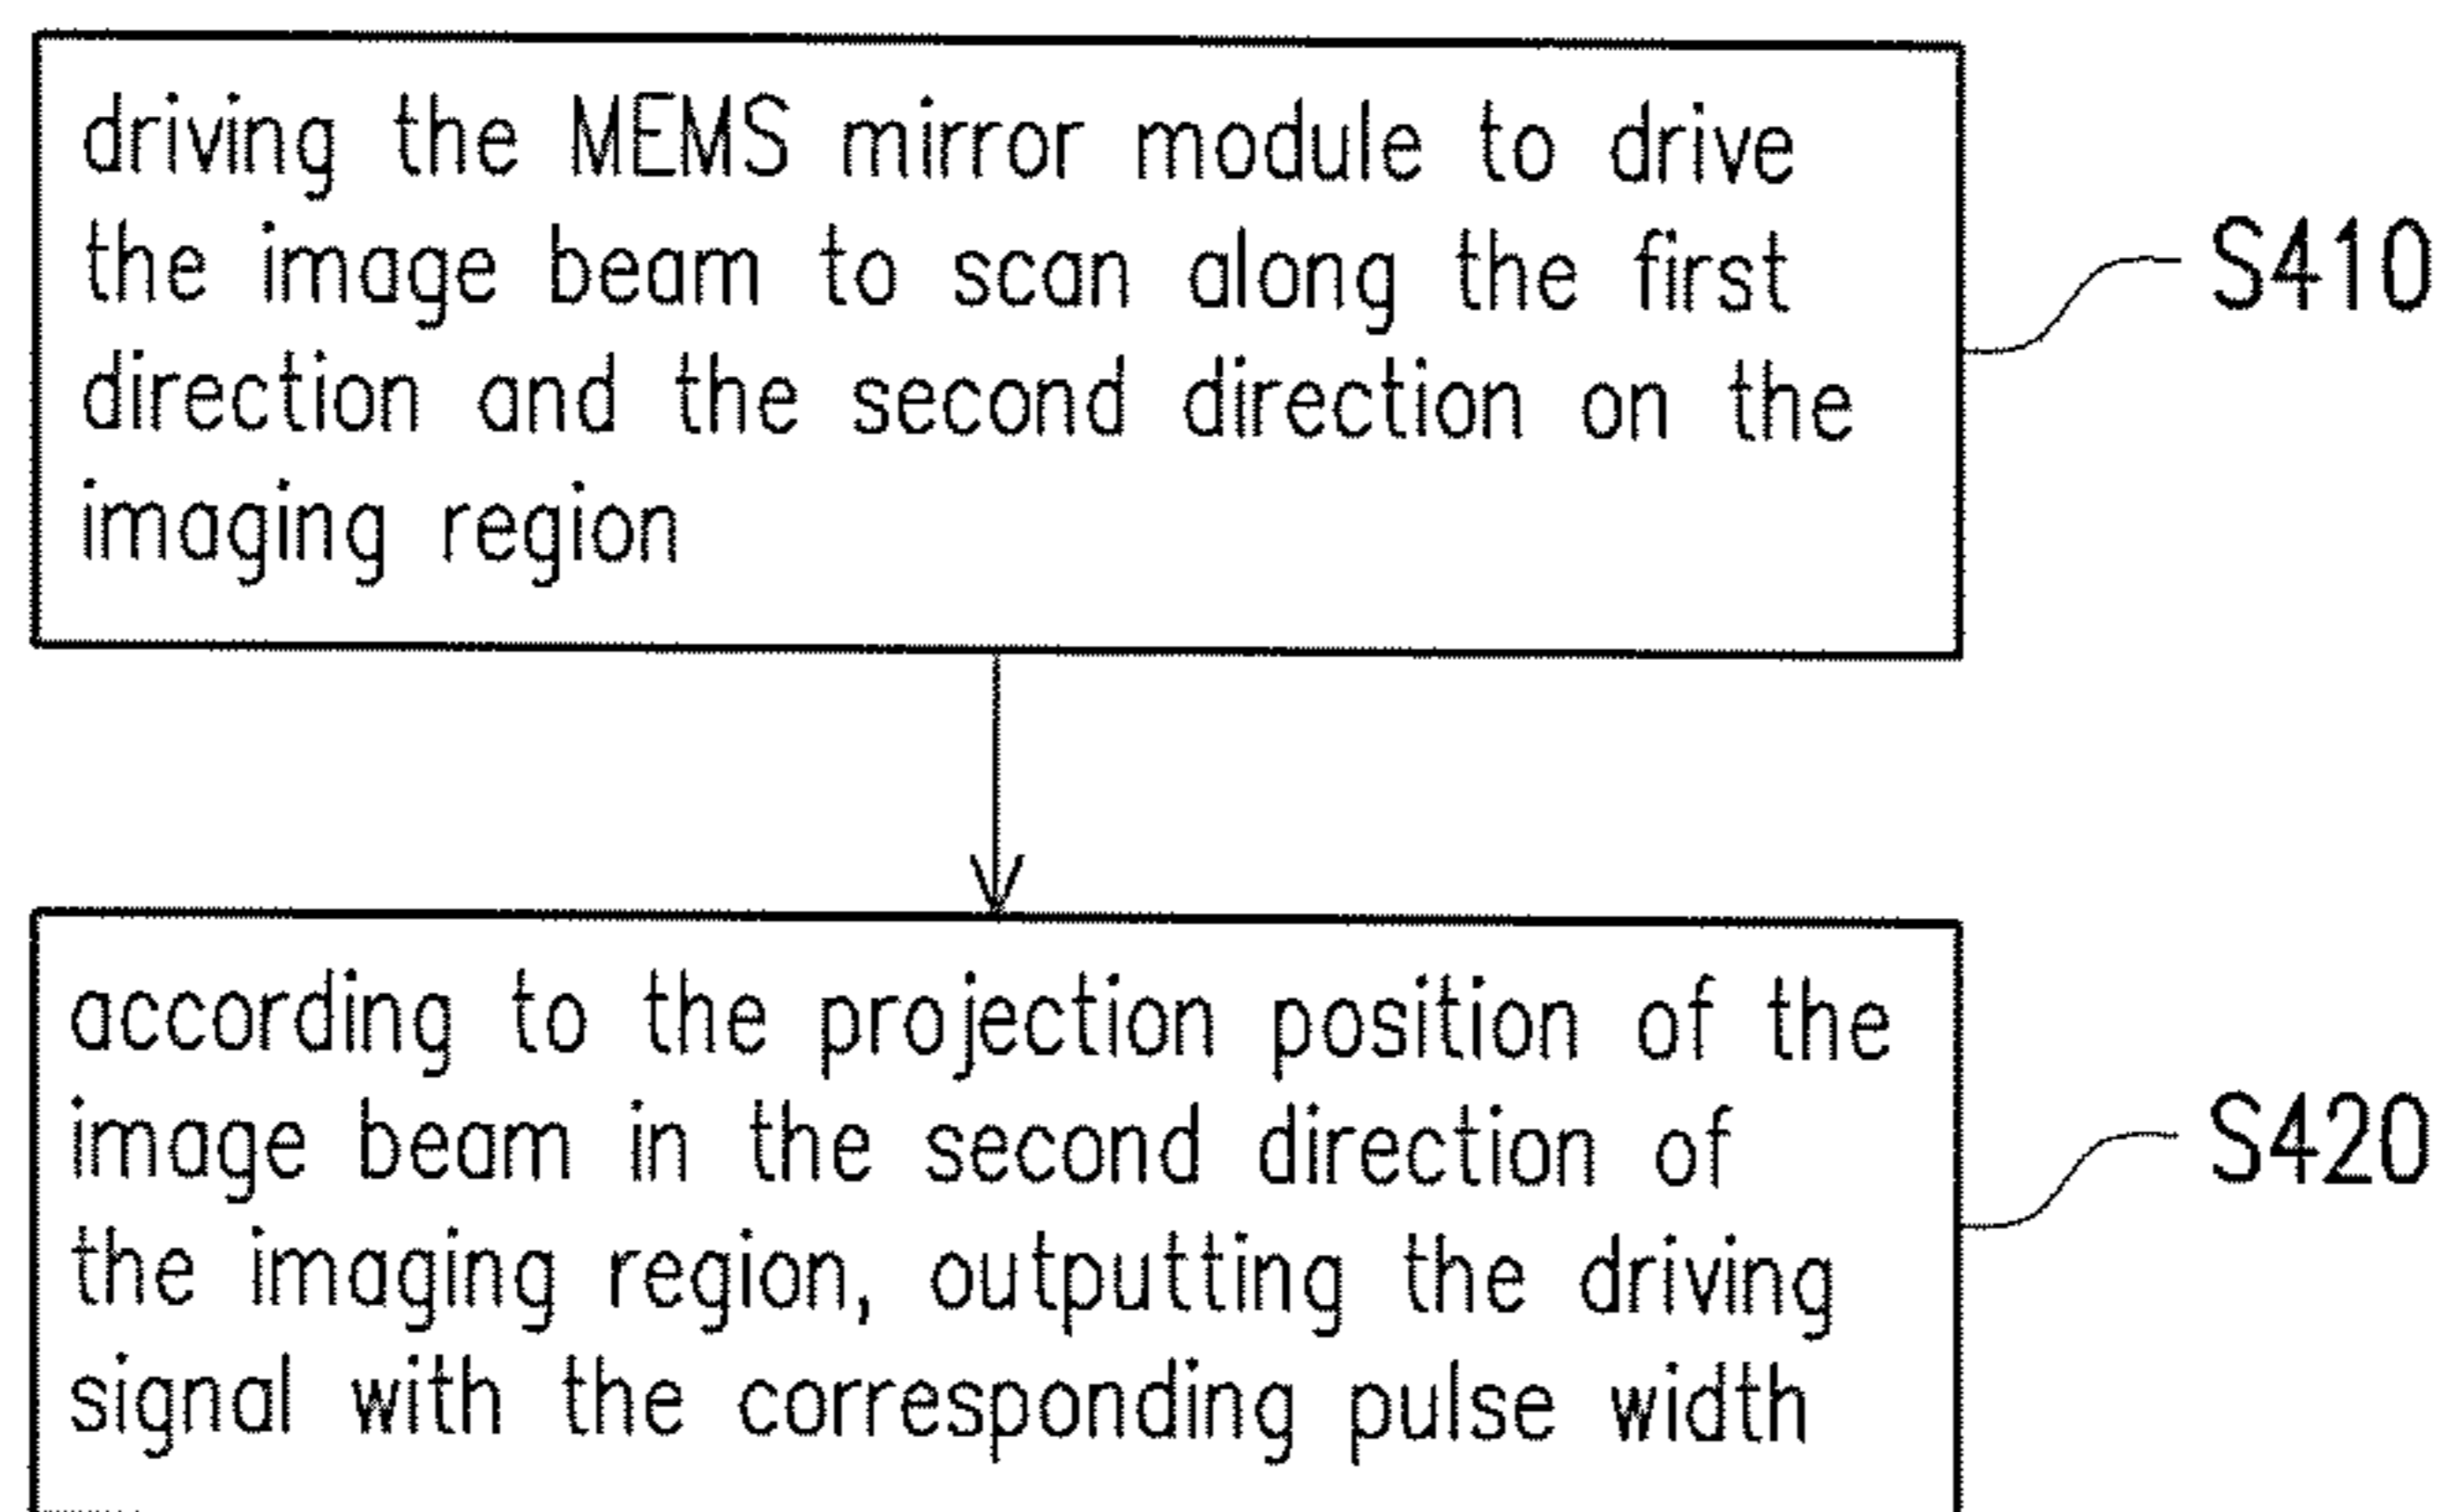 driving the MEMS mirror module to drive
the image beam to scan along the first
direction and the second direction on the
imaging region
S410
according to the projection position of the
image beam in the second direction of
the imaging region, outputting the driving
signal with the corresponding pulse width
S420